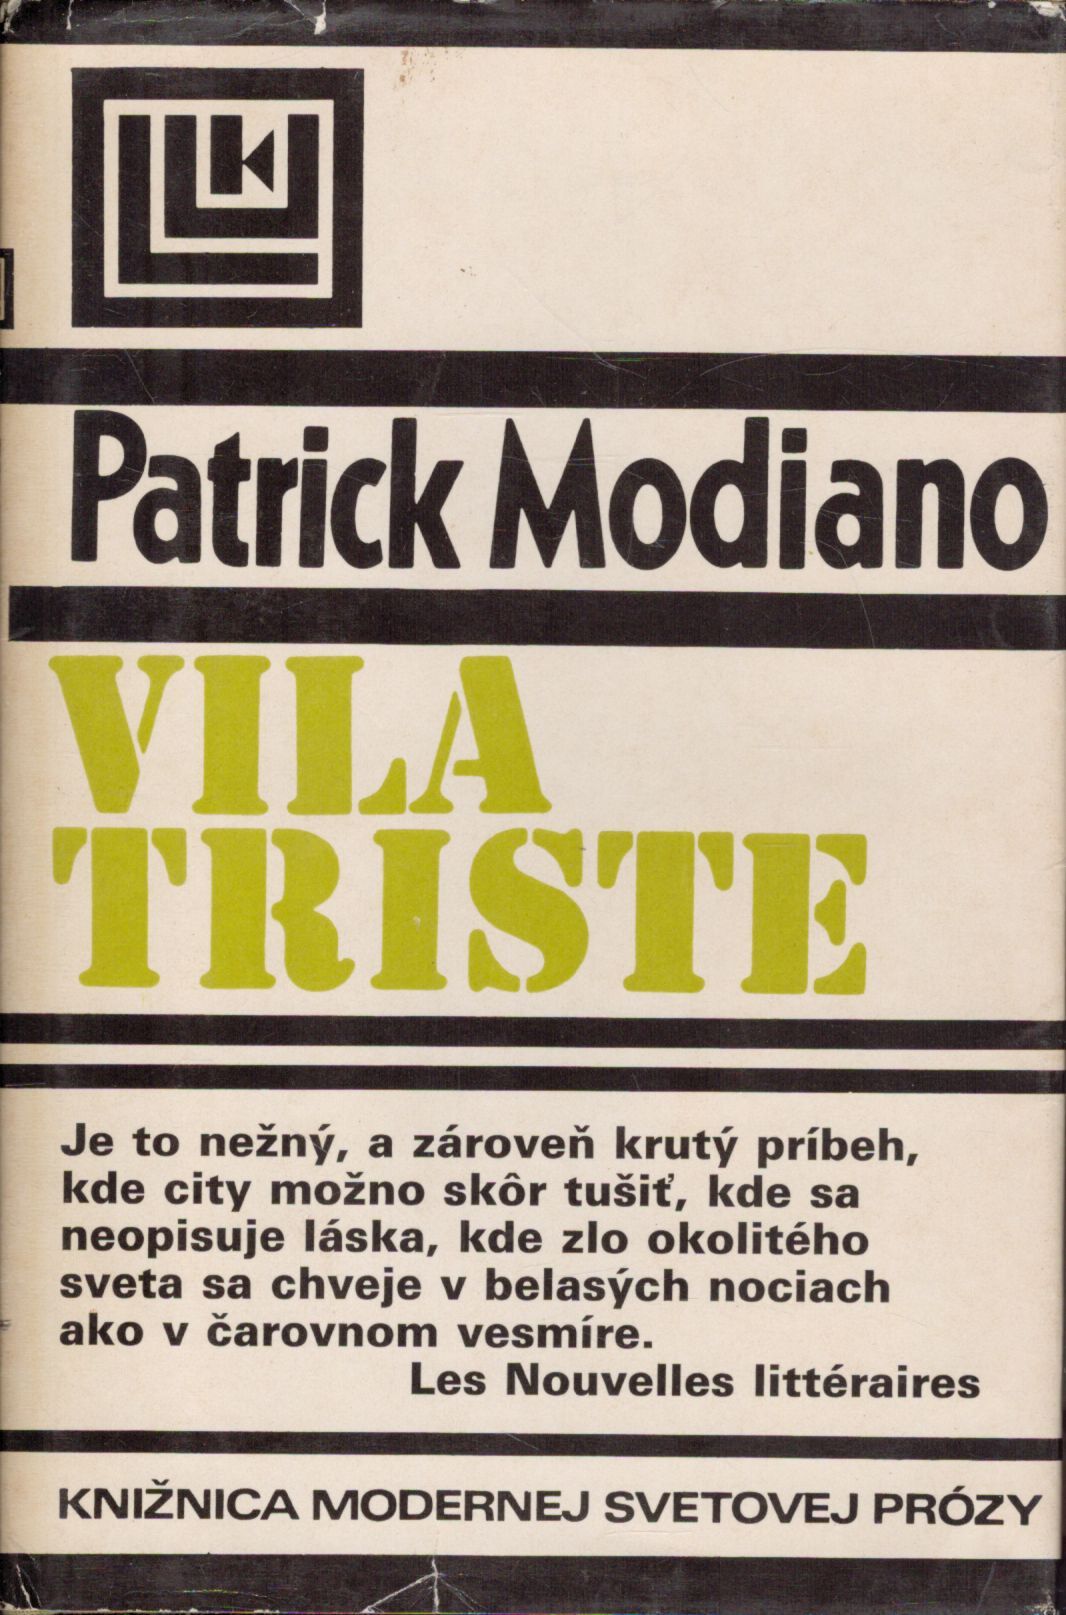 Patrick Modiano
VILA
TRISTE
Je to nežný, a zároveň krutý príbeh,
kde city možno skôr tušiť, kde sa
neopisuje láska, kde zlo okolitého
sveta sa chveje v belasých nociach
ako v čarovnom vesmíre.
Les Nouvelles littéraires
KNIŽNICA MODERNEJ SVETOVEJ PRÓZY